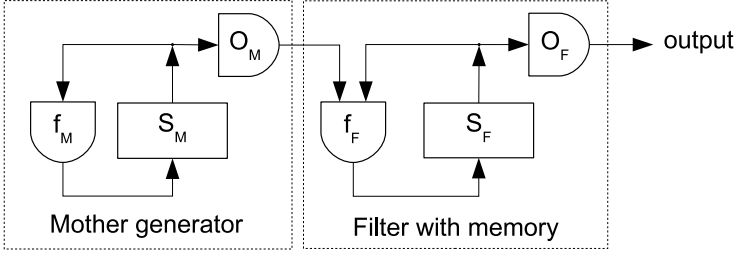 O_M
O_F
output
f_M
S_M
f_F
S_F
Mother generator
Filter with memory